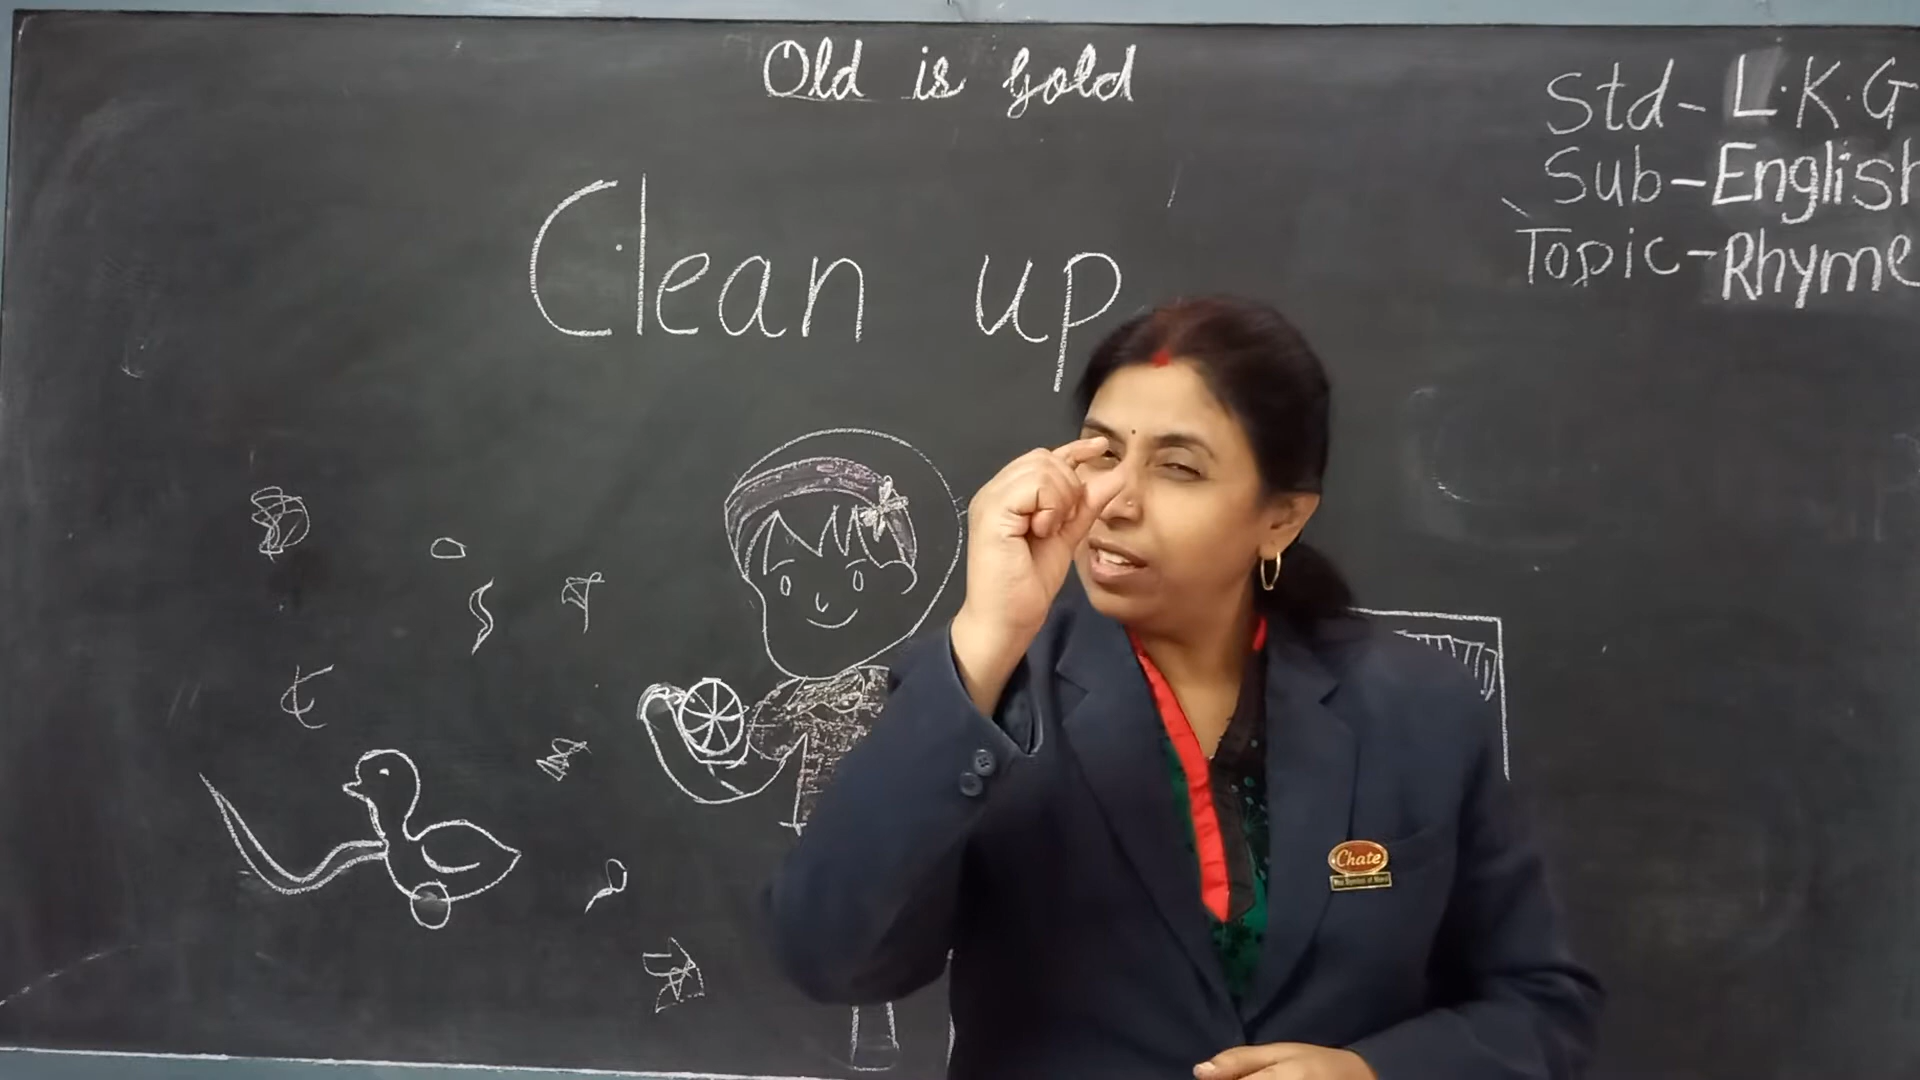 Old is Gold
Std- L.K.G
Sub-English
Topic-Rhyme
Clean up
Chate